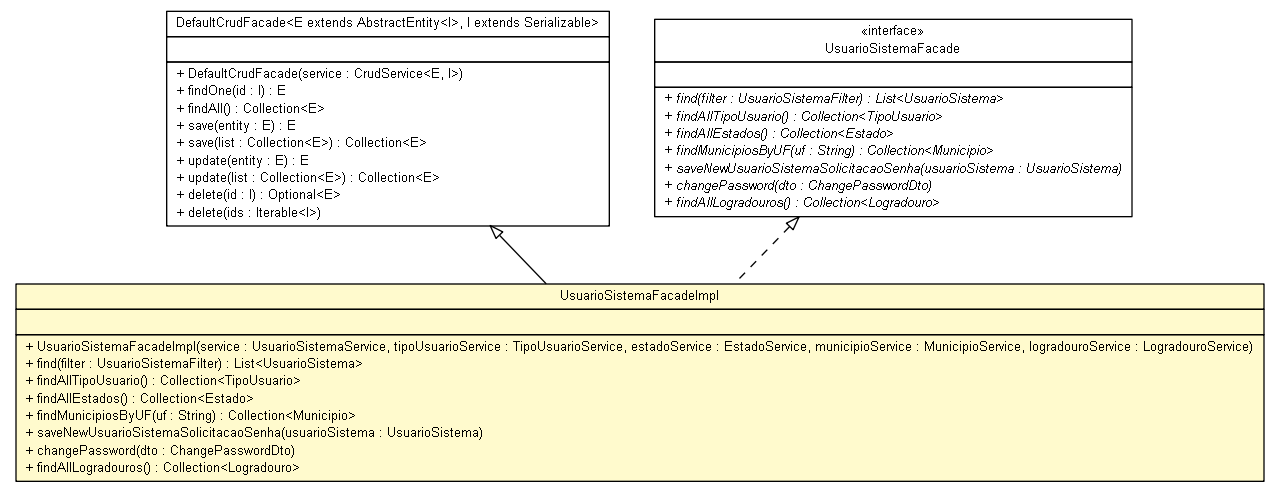 DefaultCrudFacade<E extends AbstractEntity<I>, I extends Serializable>
+ DefaultCrudFacade(service : CrudService<E, I>)
+ findOne(id : I) : E
+ findAll() : Collection<E>
+ save(entity : E) : E
+ save(list : Collection<E>) : Collection<E>
+ update(entity : E) : E
+ update(list : Collection<E>) : Collection<E>
+ delete(id : I) : Optional<E>
+ delete(ids : Iterable<I>)
«interface»
UsuarioSistemaFacade
+ find(filter : UsuarioSistemaFilter) : List<UsuarioSistema>
+ findAllTipoUsuario() : Collection<TipoUsuario>
+ findAllEstados() : Collection<Estado>
+ findMunicipiosByUF(uf : String) : Collection<Municipio>
+ saveNewUsuarioSistemaSolicitacaoSenha(usuarioSistema : UsuarioSistema)
+ changePassword(dto : ChangePasswordDto)
+ findAllLogradouros() : Collection<Logradouro>
UsuarioSistemaFacadeImpl
+ UsuarioSistemaFacadeImpl(service : UsuarioSistemaService, tipoUsuarioService : TipoUsuarioService, estadoService : EstadoService, municipioService : MunicipioService, logradouroService : LogradouroService)
+ find(filter : UsuarioSistemaFilter) : List<UsuarioSistema>
+ findAllTipoUsuario() : Collection<TipoUsuario>
+ findAllEstados() : Collection<Estado>
+ findMunicipiosByUF(uf : String) : Collection<Municipio>
+ saveNewUsuarioSistemaSolicitacaoSenha(usuarioSistema : UsuarioSistema)
+ changePassword(dto : ChangePasswordDto)
+ findAllLogradouros() : Collection<Logradouro>